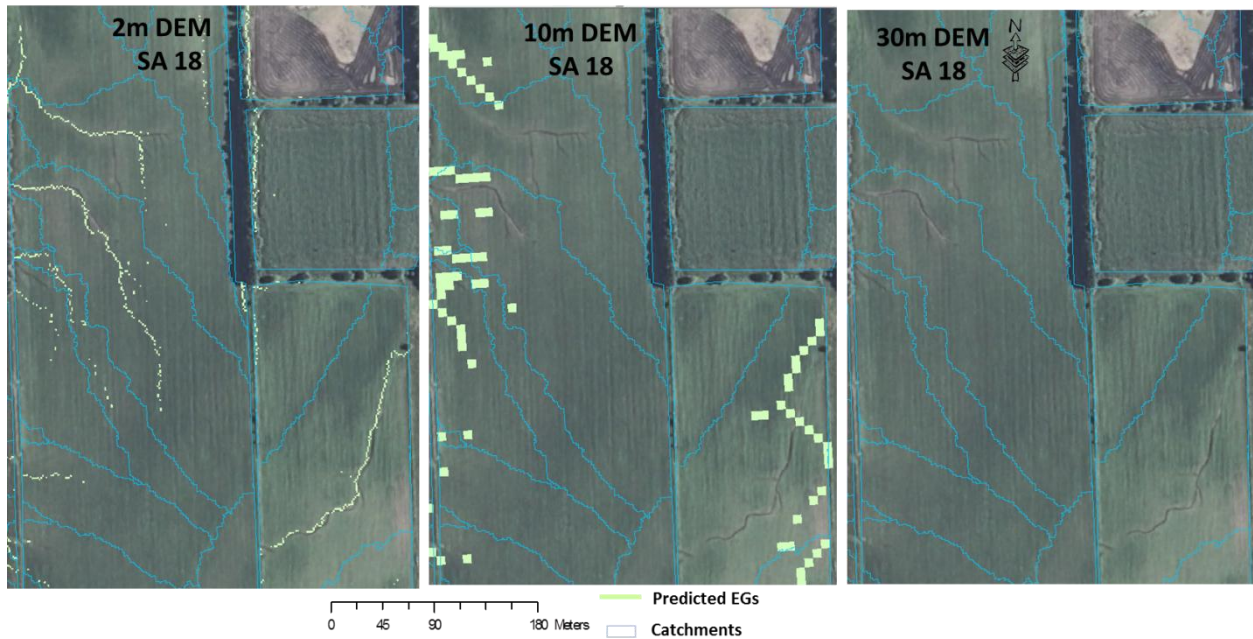 2m DEM
SA 18
10m DEM
SA 18
30m DEM
SA 18
N
0 45 90 180 Meters
Predicted EGs
Catchments